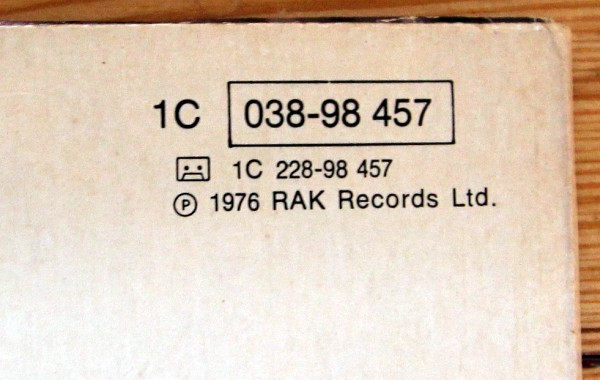 1C 038-98 457
1C 228-98 457
℗ 1976 RAK Records Ltd.